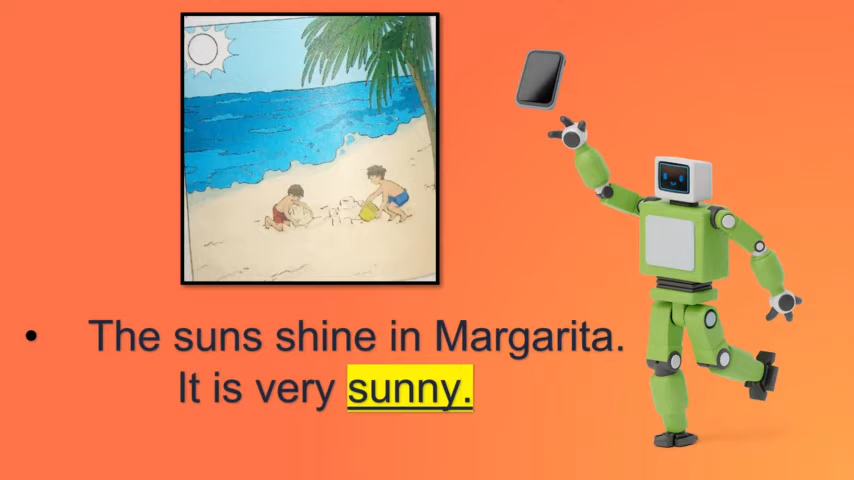 • The suns shine in Margarita.
It is very sunny.